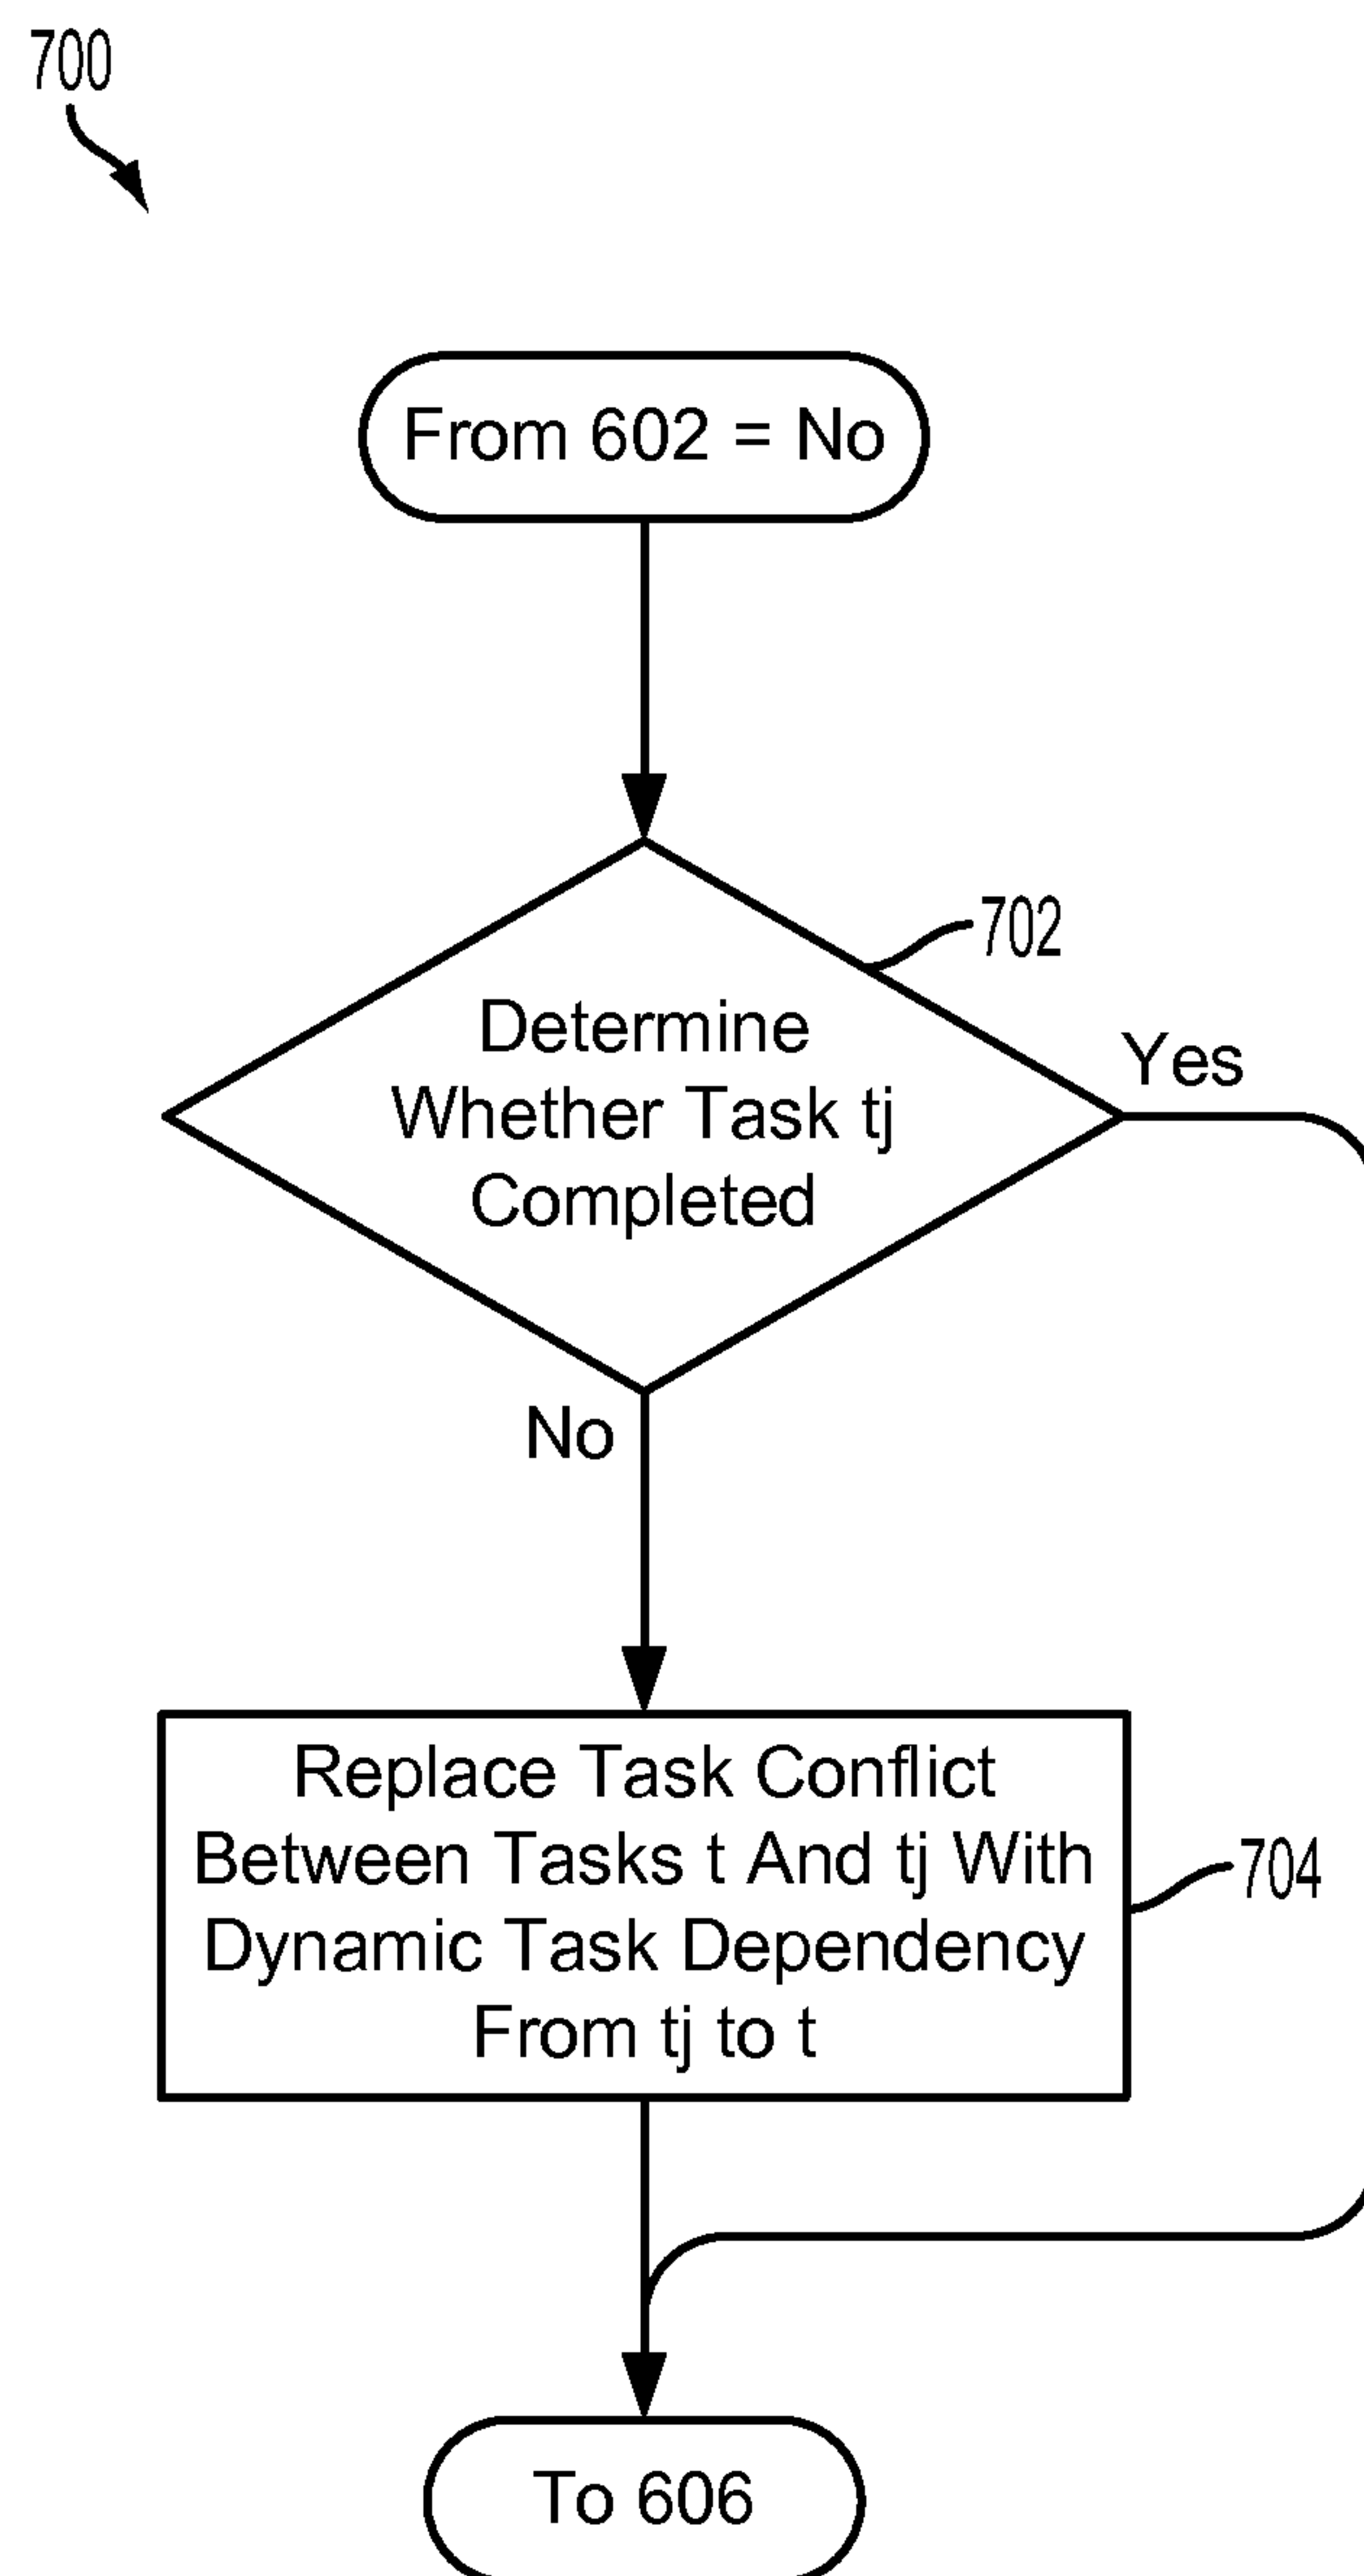 700
From 602 = No
702
Determine
Whether Task tj
Completed
Yes
No
Replace Task Conflict
Between Tasks t And tj With
Dynamic Task Dependency
From tj to t
704
To 606